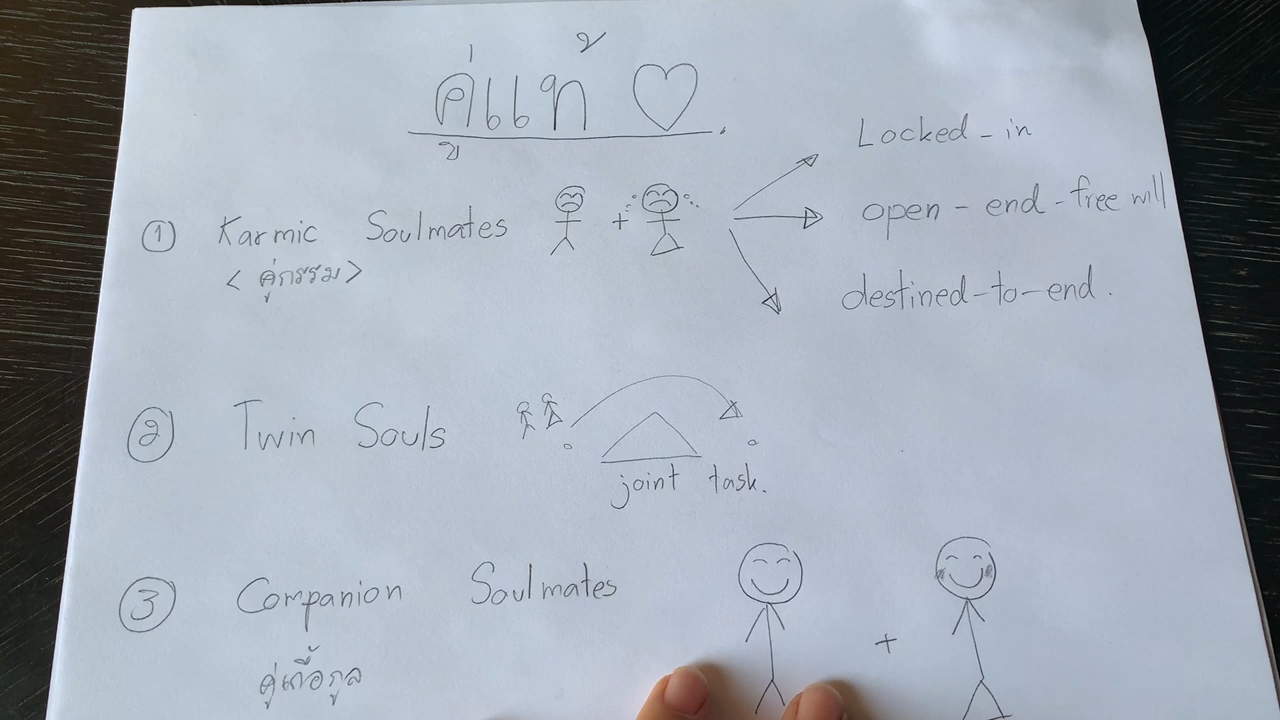 คู่แท้ ♡
① Karmic Soulmates + Locked-in
open-end-free will
<คู่กรรม>
destined-to-end.
② Twin Souls
joint task.
③ Companion Soulmates
+
คู่เกื้อกูล